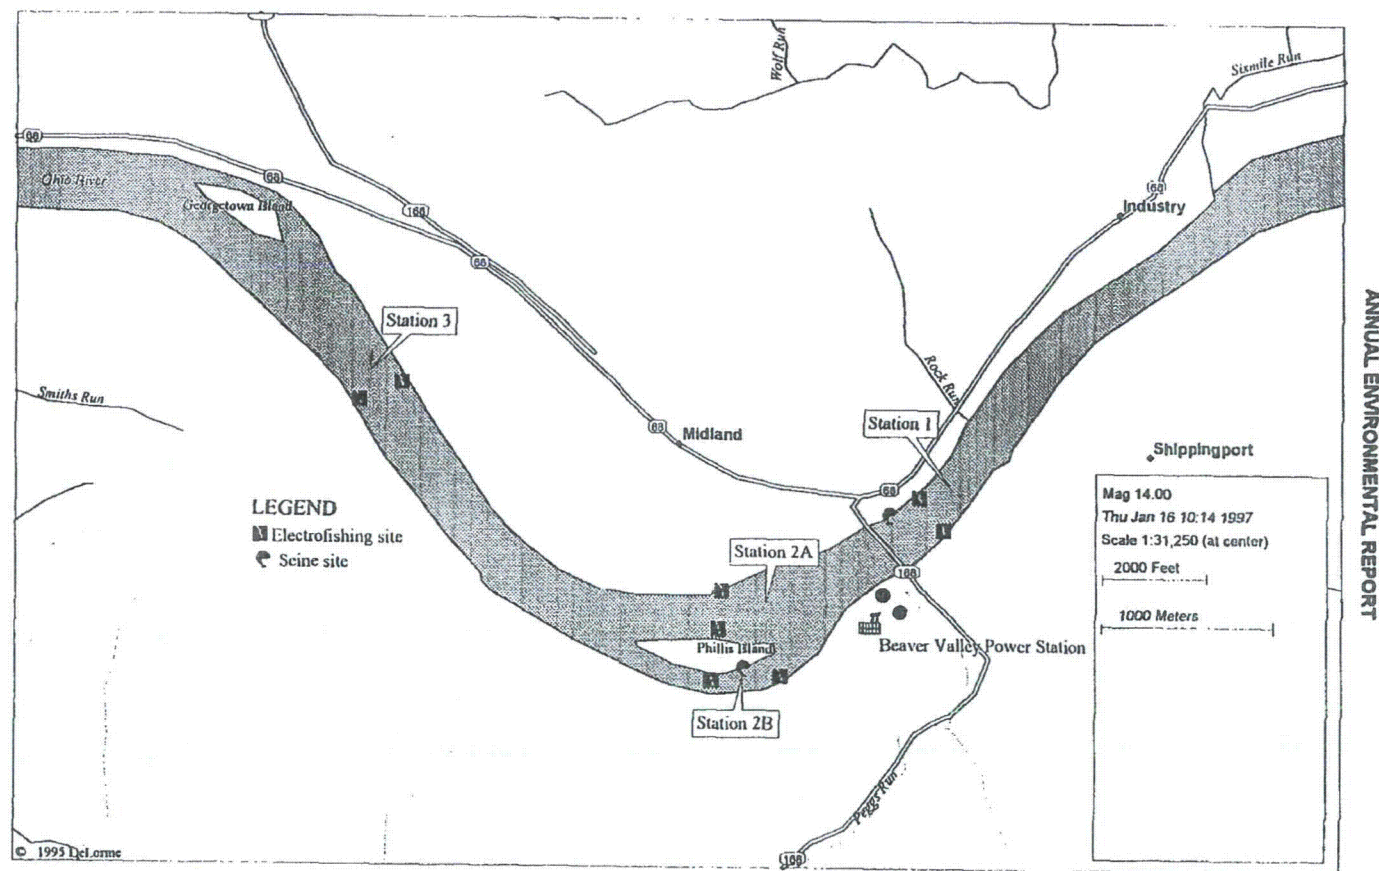 Wolf Run
Sixmile Run
68
Ohio River
68
Georgetown Island
168
68
68
Industry
68
Station 3
Smiths Run
Rock Run
Station 1
68
Midland
Shippingport
68
LEGEND
Electrofishing site
Seine site
Station 2A
168
Phillis Island
Beaver Valley Power Station
Station 2B
Peggs Run
168
© 1995 DeLorme
Mag 14.00
Thu Jan 16 10:14 1997
Scale 1:31,250 (at center)
2000 Feet
1000 Meters
ANNUAL ENVIRONMENTAL REPORT